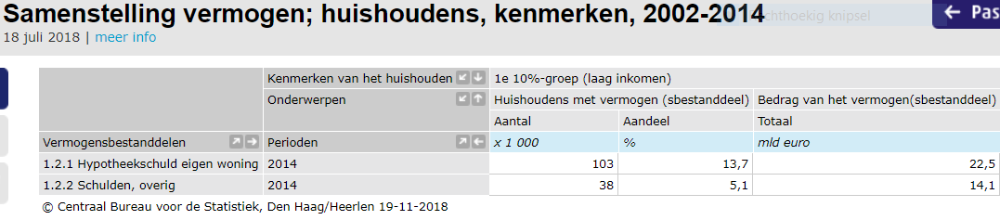 Samenstelling vermogen; huishoudens, kenmerken, 2002-2014
chthoekig knipsel
← Pas
18 juli 2018 | meer info
Kenmerken van het huishouden 1e 10%-groep (laag inkomen)
Onderwerpen Huishoudens met vermogen (sbestanddeel) Bedrag van het vermogen(sbestanddeel)
Aantal Aandeel Totaal
Vermogensbestanddelen Perioden x 1 000 % mld euro
1.2.1 Hypotheekschuld eigen woning 2014 103 13,7 22,5
1.2.2 Schulden, overig 2014 38 5,1 14,1
© Centraal Bureau voor de Statistiek, Den Haag/Heerlen 19-11-2018